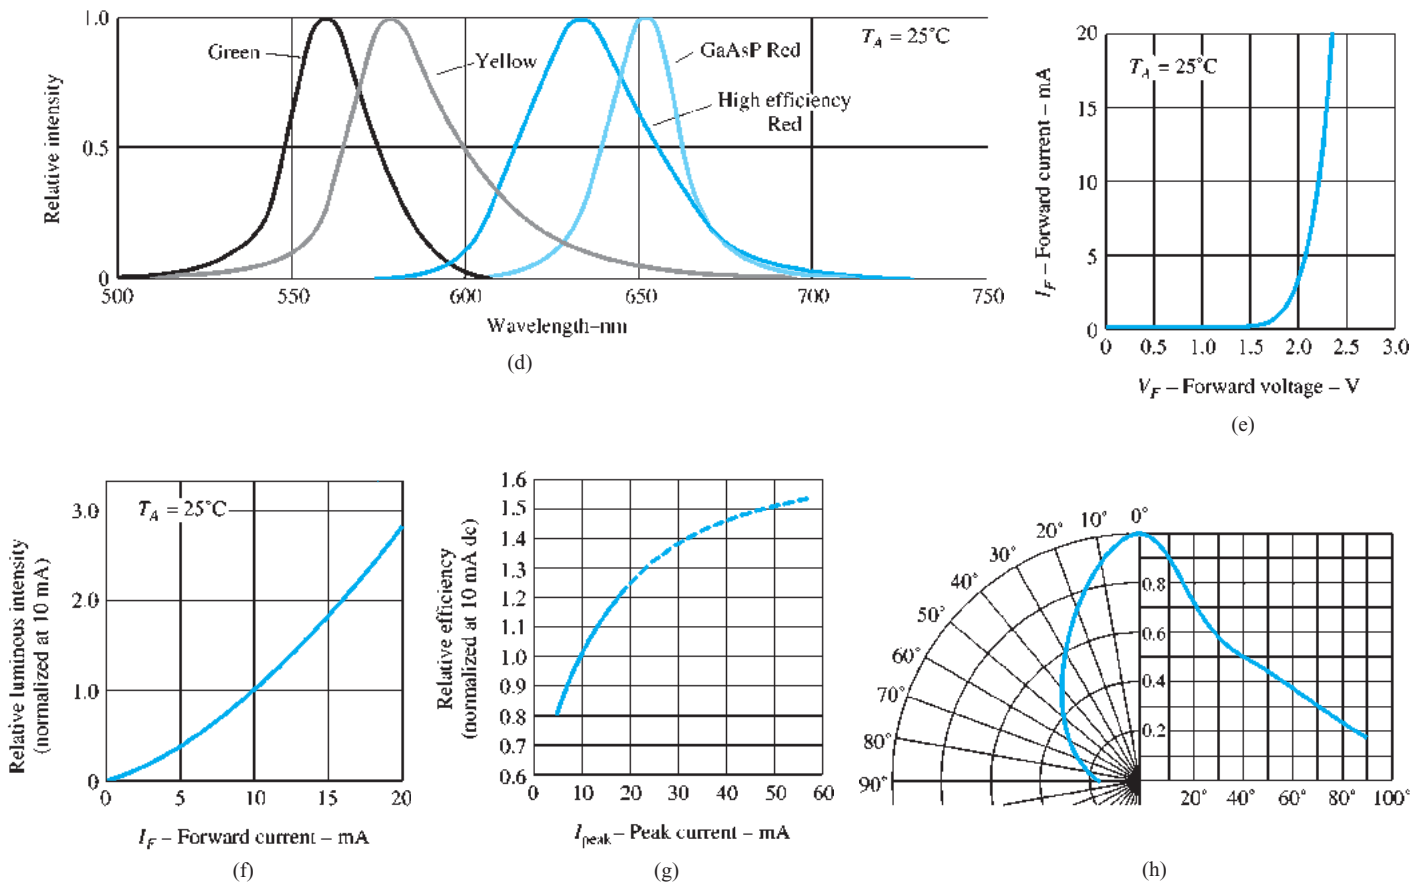 1.0
0.5
0
Relative intensity
Green
Yellow
GaAsP Red
High efficiency
Red
T_A = 25°C
500 550 600 650 700 750
Wavelength–nm
(d)
20
15
10
5
0
I_F – Forward current – mA
T_A = 25°C
0 0.5 1.0 1.5 2.0 2.5 3.0
V_F – Forward voltage – V
(e)
3.0
2.0
1.0
0
Relative luminous intensity
(normalized at 10 mA)
T_A = 25°C
0 5 10 15 20
I_F – Forward current – mA
(f)
1.6
1.5
1.4
1.3
1.2
1.1
1.0
0.9
0.8
0.7
0.6
Relative efficiency
(normalized at 10 mA dc)
0 10 20 30 40 50 60
I_peak – Peak current – mA
(g)
0°
10°
20°
30°
40°
50°
60°
70°
80°
90°
0.8
0.6
0.4
0.2
20° 40° 60° 80° 100°
(h)